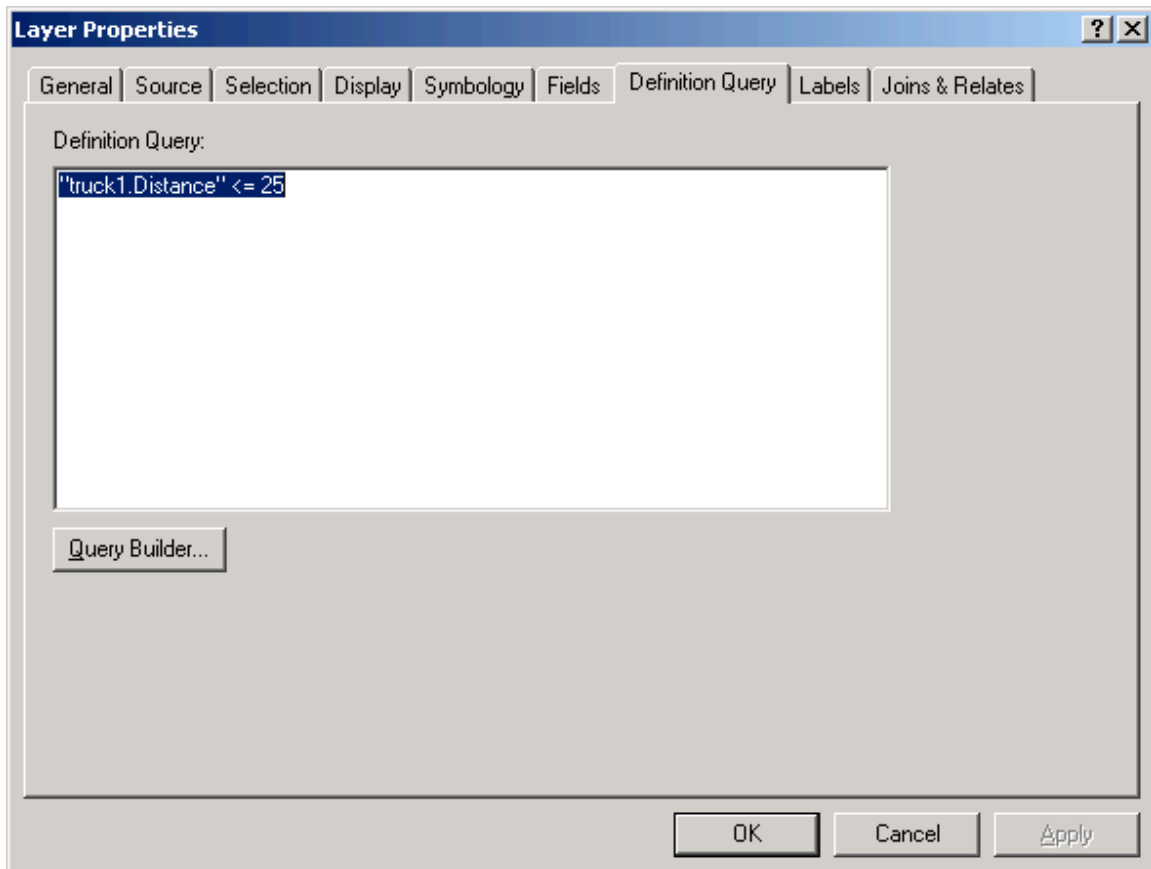 Layer Properties
General Source Selection Display Symbology Fields Definition Query Labels Joins & Relates
Definition Query:
"truck1.Distance" <= 25
Query Builder...
OK Cancel Apply